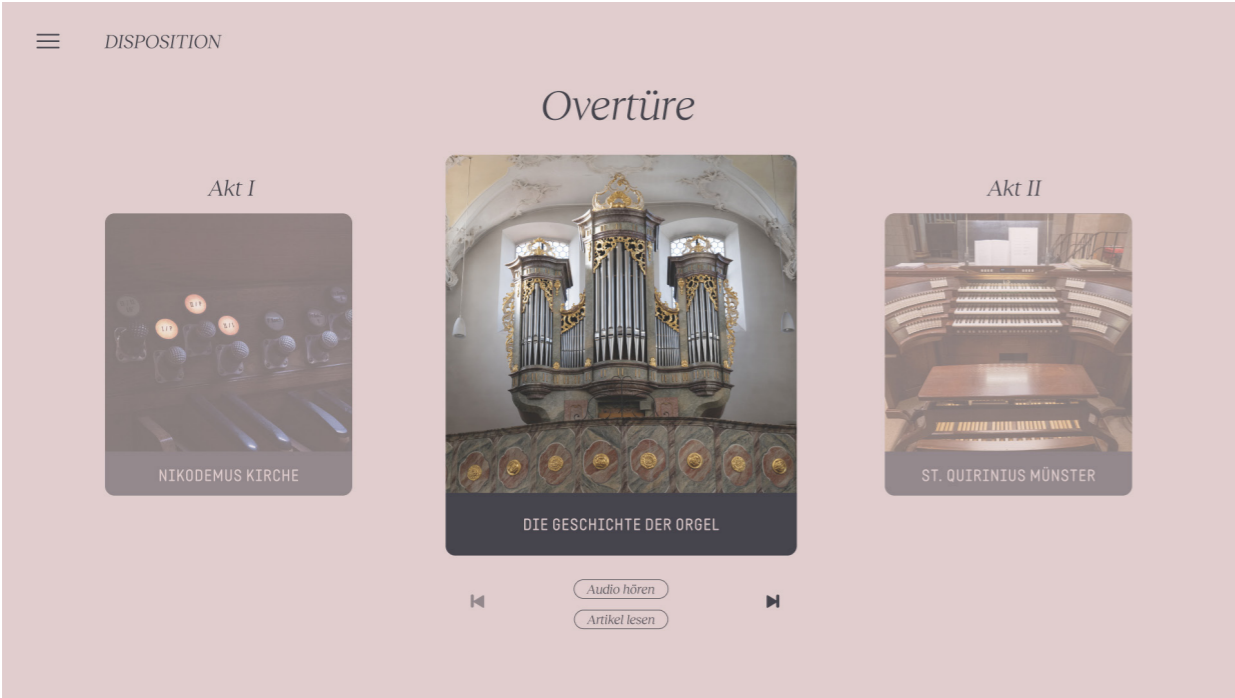 DISPOSITION
Overtüre
Akt I
Akt II
NIKODEMUS KIRCHE
ST. QUIRINIUS MÜNSTER
DIE GESCHICHTE DER ORGEL
Audio hören
Artikel lesen